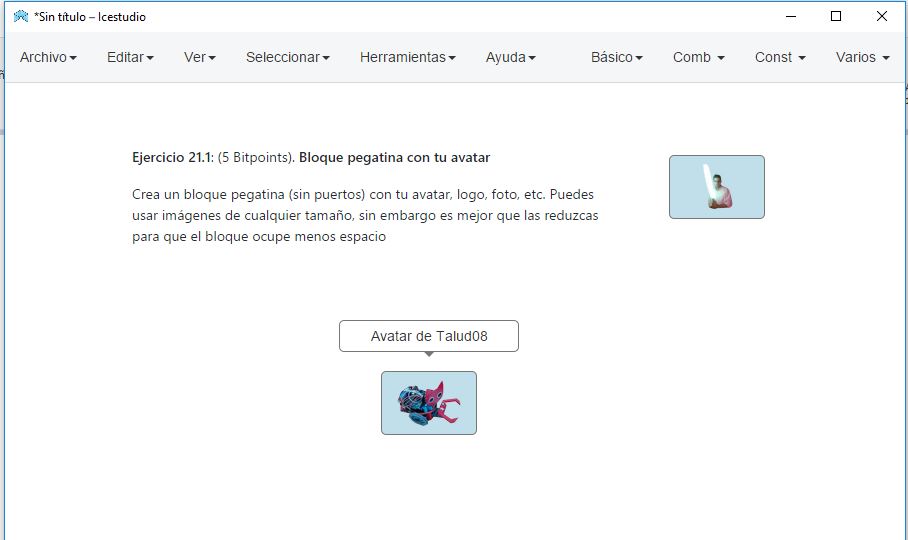 *Sin título – Icestudio
Archivo Editar Ver Seleccionar Herramientas Ayuda Básico Comb Const Varios
Ejercicio 21.1: (5 Bitpoints). Bloque pegatina con tu avatar
Crea un bloque pegatina (sin puertos) con tu avatar, logo, foto, etc. Puedes
usar imágenes de cualquier tamaño, sin embargo es mejor que las reduzcas
para que el bloque ocupe menos espacio
Avatar de Talud08